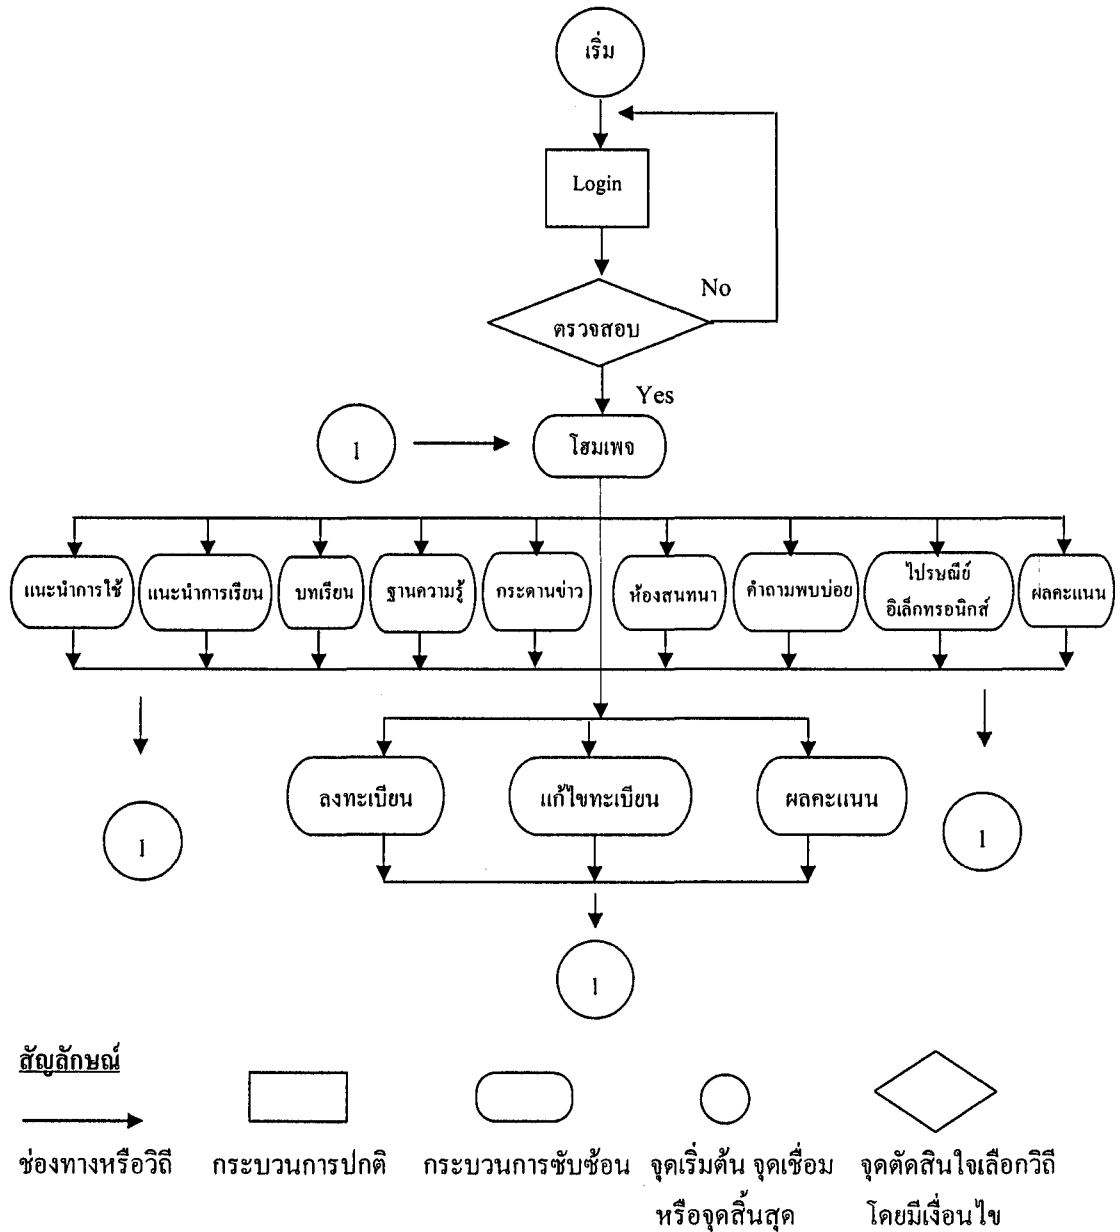 เริ่ม
Login
No
ตรวจสอบ
Yes
1
โฮมเพจ
แนะนำการใช้
แนะนำการเรียน
บทเรียน
ฐานความรู้
กระดานข่าว
ห้องสนทนา
คำถามพบบ่อย
ไปรษณีย์
อิเล็กทรอนิกส์
ผลคะแนน
ลงทะเบียน
แก้ไขทะเบียน
ผลคะแนน
1
1
1
สัญลักษณ์
ช่องทางหรือวิถี
กระบวนการปกติ
กระบวนการซับซ้อน
จุดเริ่มต้น จุดเชื่อม
หรือจุดสิ้นสุด
จุดตัดสินใจเลือกวิถี
โดยมีเงื่อนไข